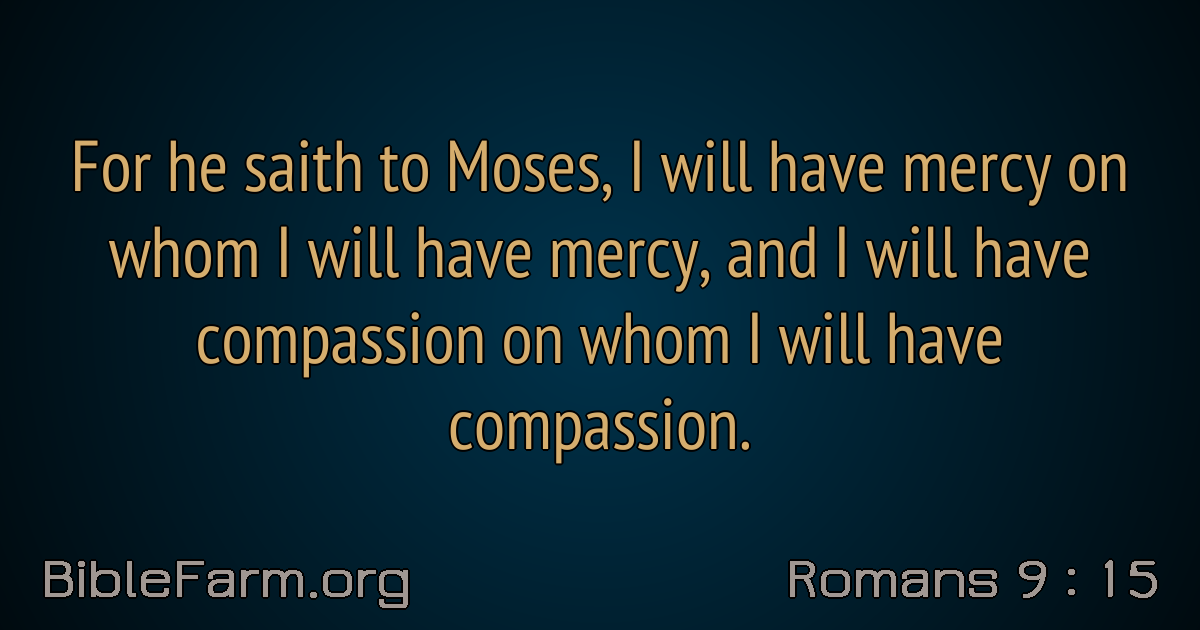 For he saith to Moses, I will have mercy on
whom I will have mercy, and I will have
compassion on whom I will have
compassion.
BibleFarm.org
Romans 9 : 15